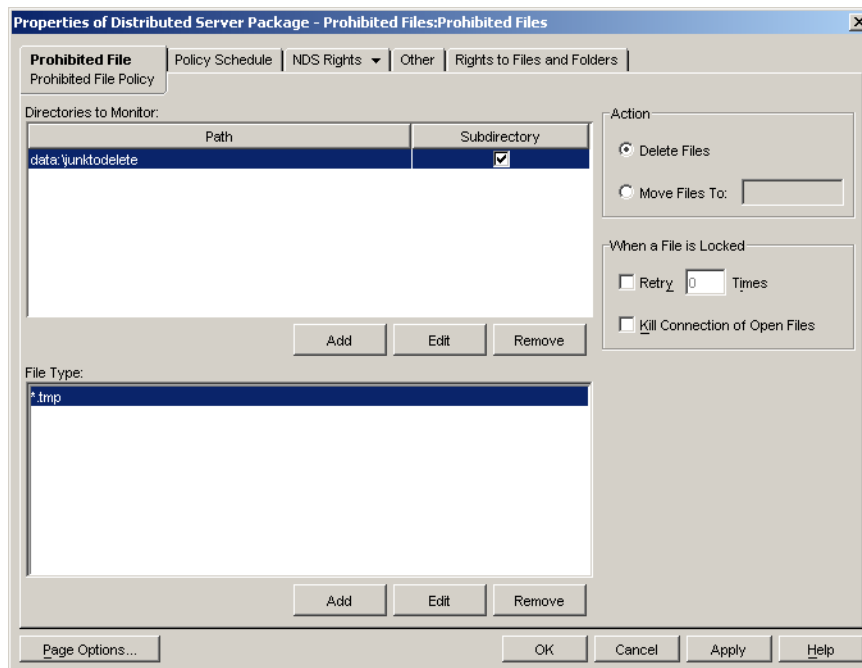 Properties of Distributed Server Package - Prohibited Files:Prohibited Files
Prohibited File Policy Schedule NDS Rights Other Rights to Files and Folders
Prohibited File Policy
Directories to Monitor:
Path Subdirectory
data:\junktodelete
Add Edit Remove
Action
Delete Files
Move Files To:
When a File is Locked
Retry 0 Times
Kill Connection of Open Files
File Type:
*.tmp
Add Edit Remove
Page Options... OK Cancel Apply Help